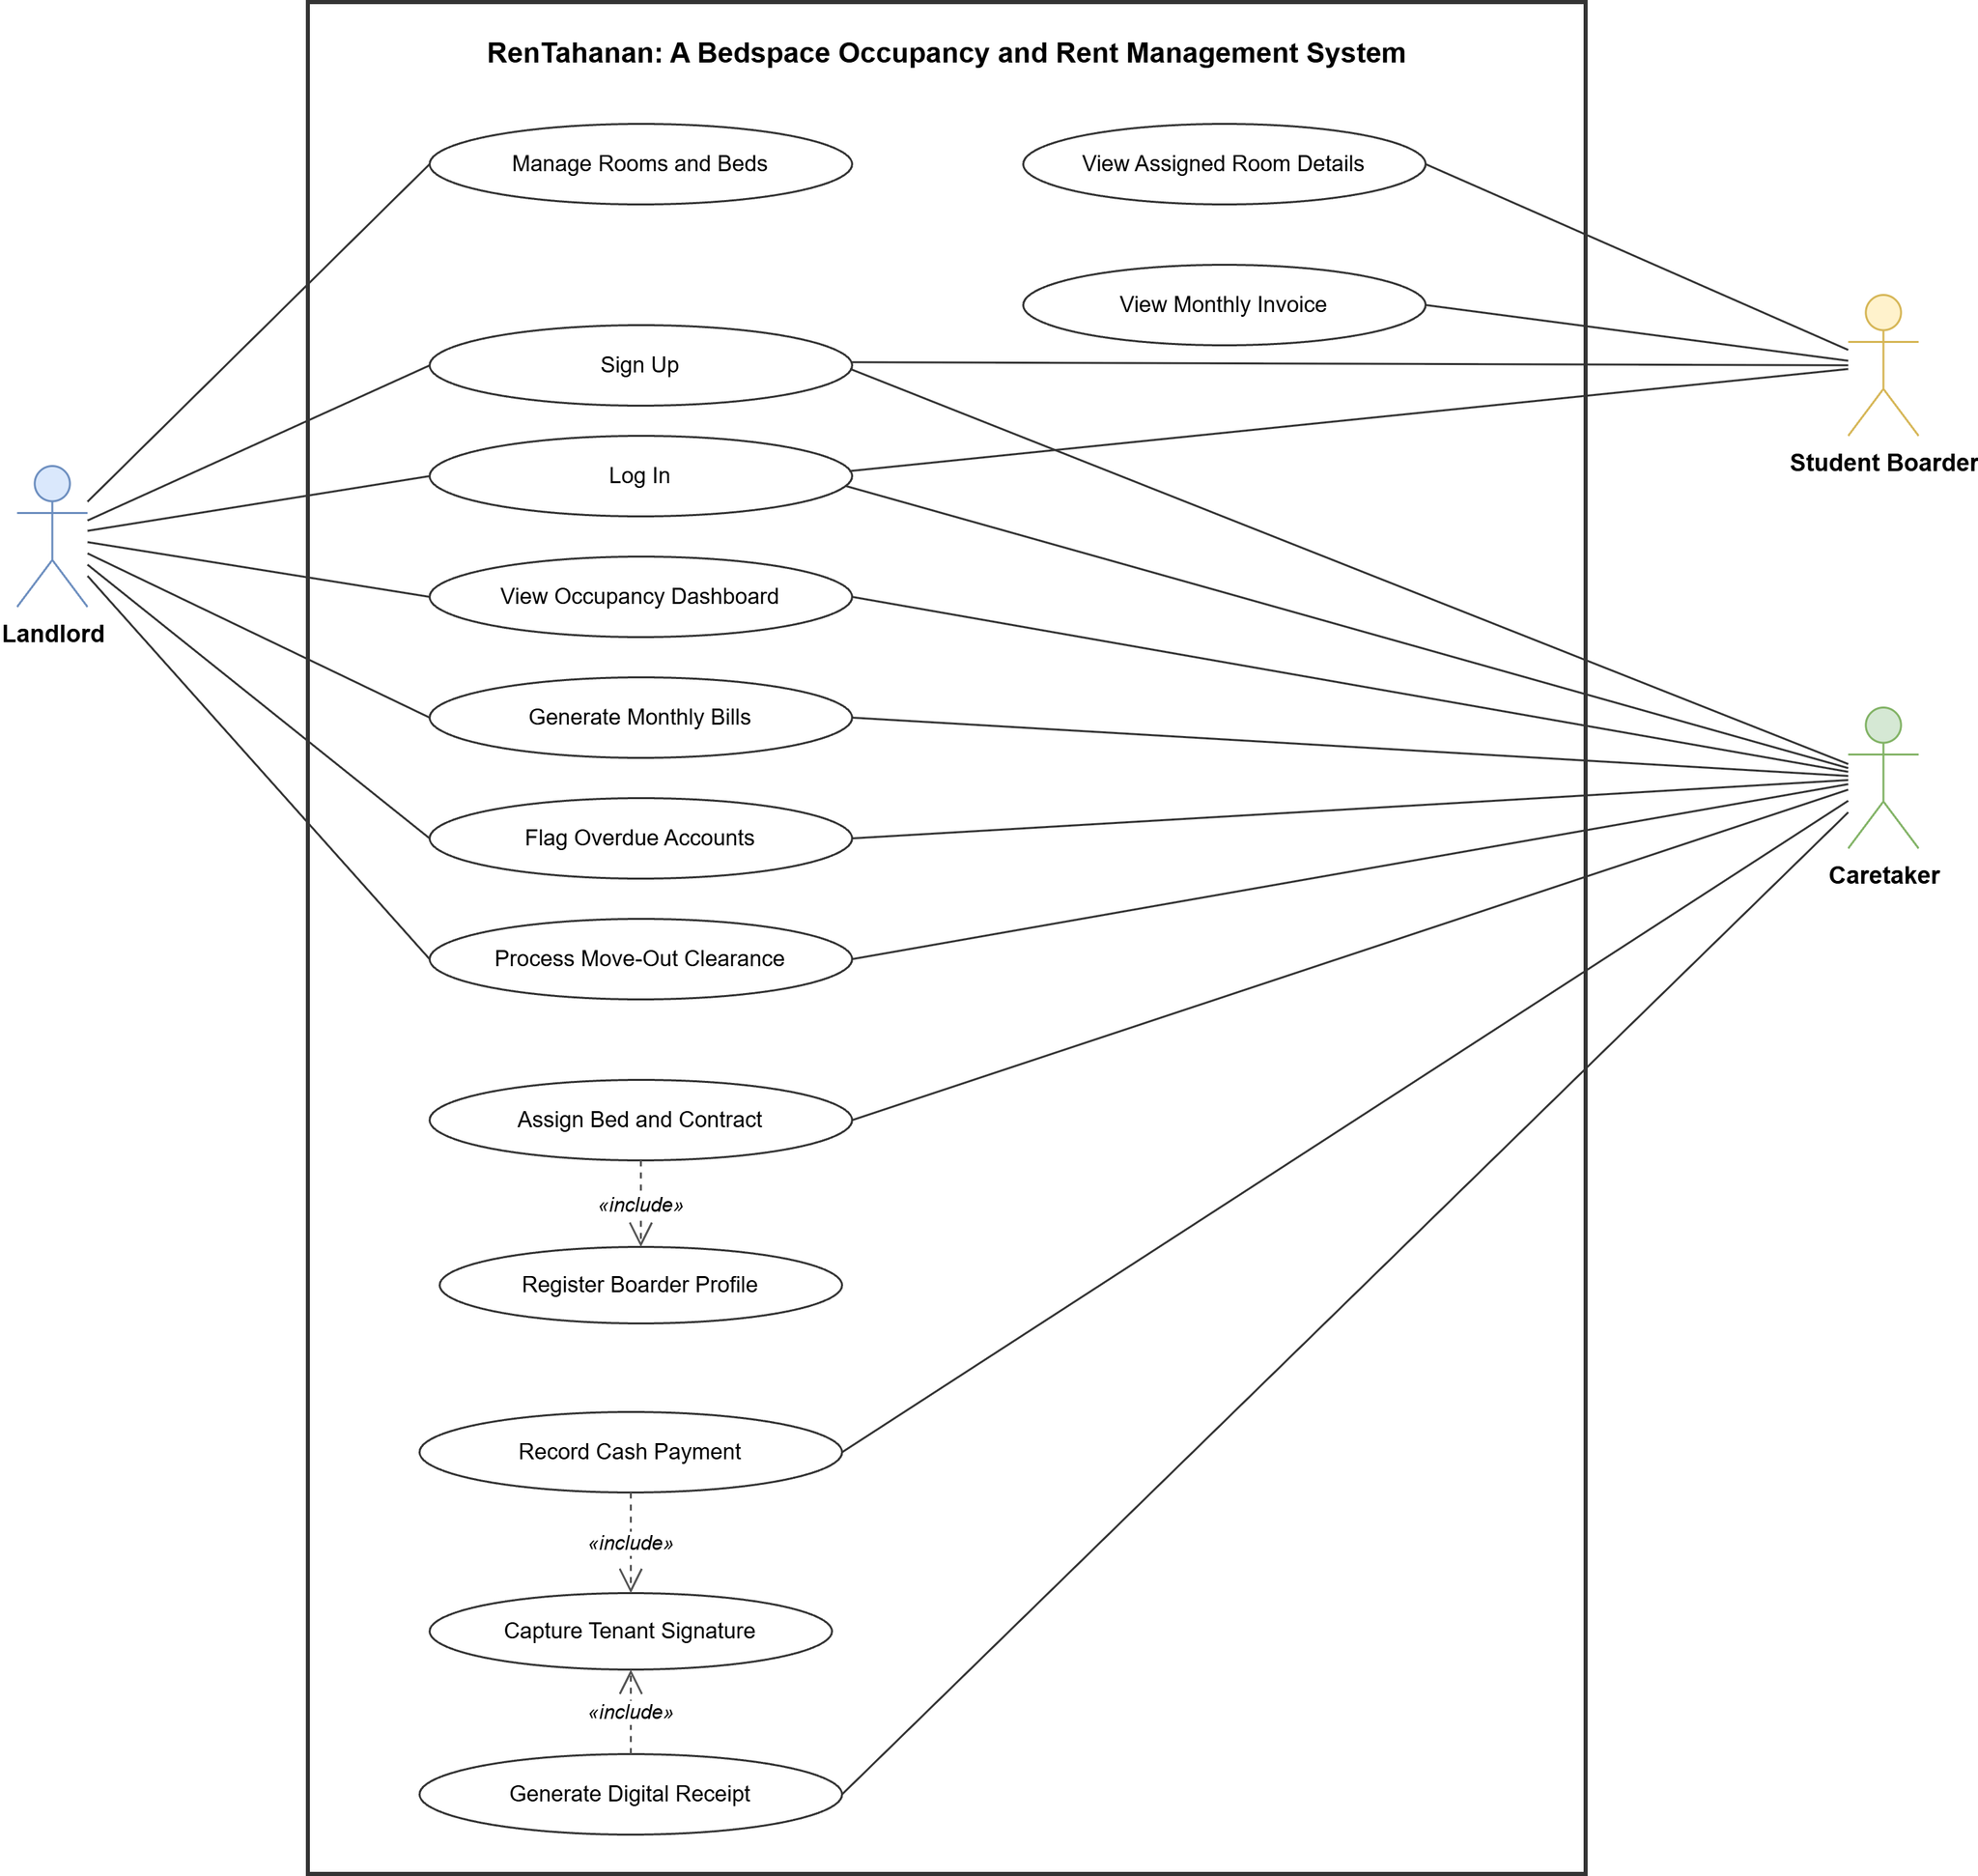 RenTahanan: A Bedspace Occupancy and Rent Management System
Manage Rooms and Beds
View Assigned Room Details
View Monthly Invoice
Sign Up
Log In
Student Boarder
View Occupancy Dashboard
Landlord
Generate Monthly Bills
Flag Overdue Accounts
Caretaker
Process Move-Out Clearance
Assign Bed and Contract
«include»
Register Boarder Profile
Record Cash Payment
«include»
Capture Tenant Signature
«include»
Generate Digital Receipt